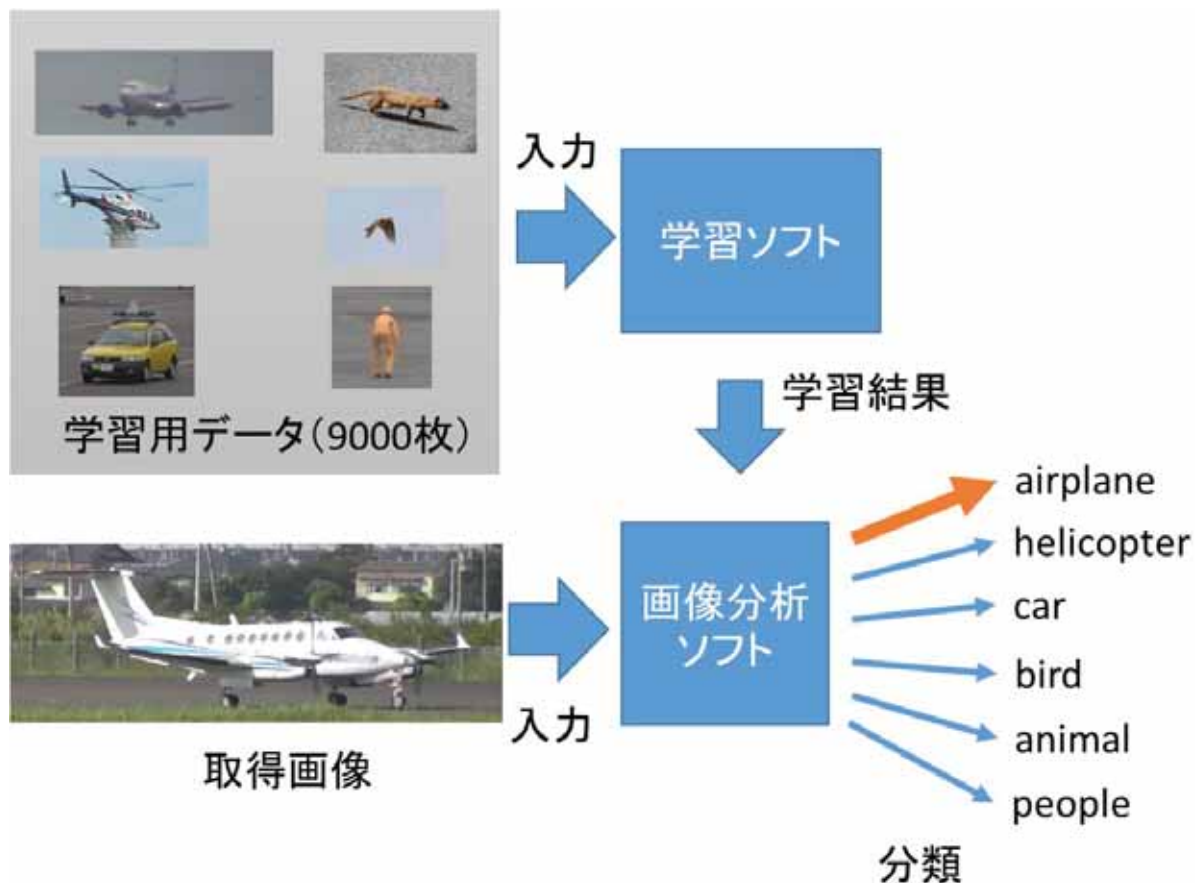 入力
学習ソフト
学習用データ(9000枚)
学習結果
取得画像
入力
画像分析
ソフト
airplane
helicopter
car
bird
animal
people
分類